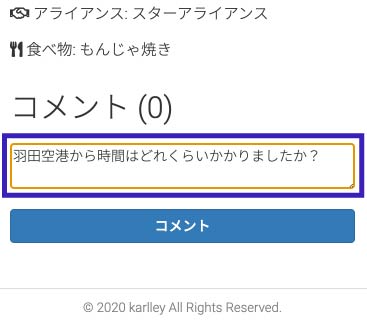 アライアンス: スターアライアンス
食べ物: もんじゃ焼き
コメント (0)
羽田空港から時間はどれくらいかかりましたか？
コメント
© 2020 karlley All Rights Reserved.